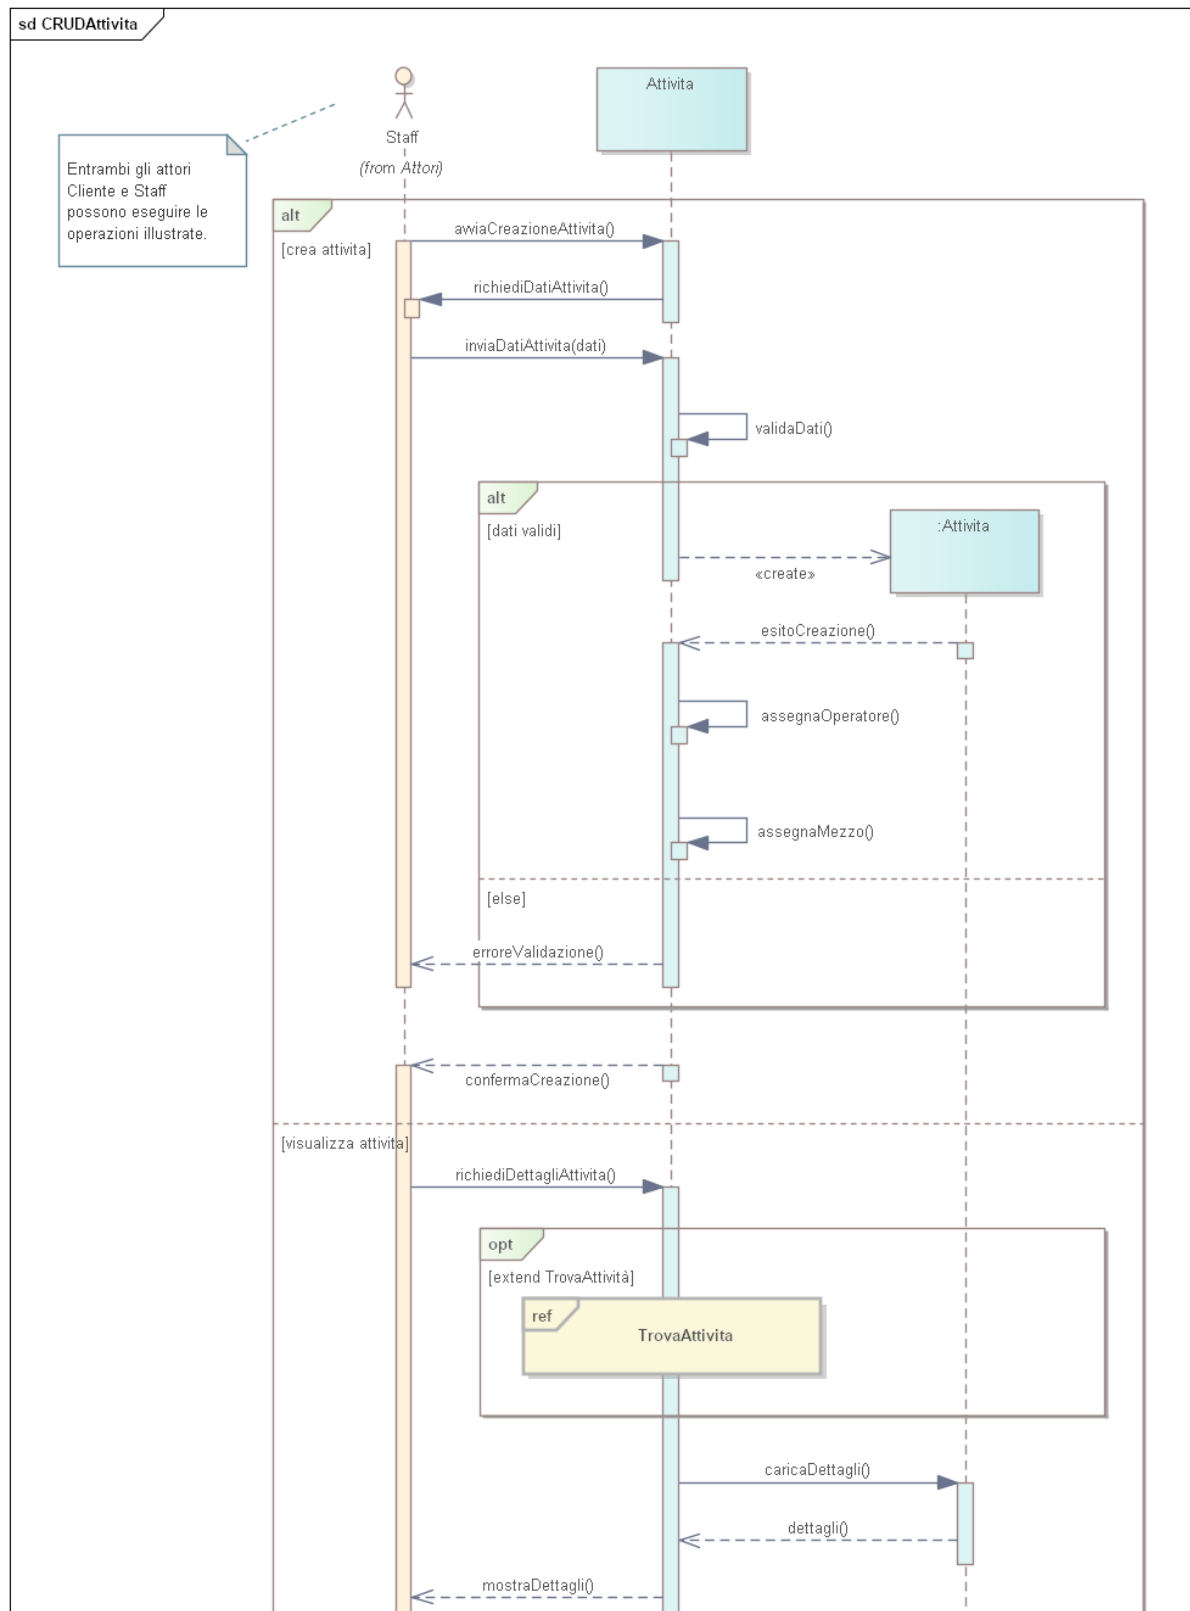 sd CRUDAttivita
Staff
(from Attori)
Attivita
Entrambi gli attori
Cliente e Staff
possono eseguire le
operazioni illustrate.
alt
[crea attivita]
avviaCreazioneAttivita()
richiediDatiAttivita()
inviaDatiAttivita(dati)
validaDati()
alt
[dati validi]
:Attivita
«create»
esitoCreazione()
assegnaOperatore()
assegnaMezzo()
[else]
erroreValidazione()
confermaCreazione()
[visualizza attivita]
richiediDettagliAttivita()
opt
[extend TrovaAttività]
ref
TrovaAttivita
caricaDettagli()
dettagli()
mostraDettagli()